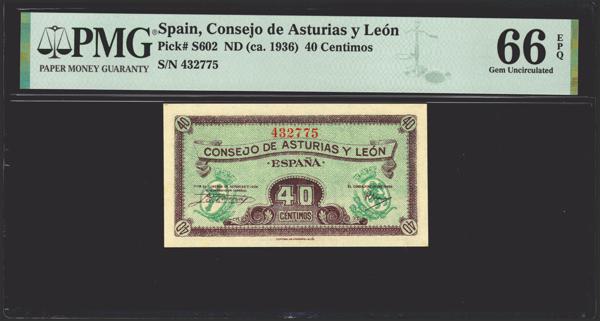 PMG
PAPER MONEY GUARANTY
Spain, Consejo de Asturias y León
Pick# S602 ND (ca. 1936) 40 Centimos
S/N 432775
66 EPQ
Gem Uncirculated
40
40
432775
CONSEJO DE ASTURIAS Y LEÓN
·ESPAÑA·
40
CÉNTIMOS
40
40